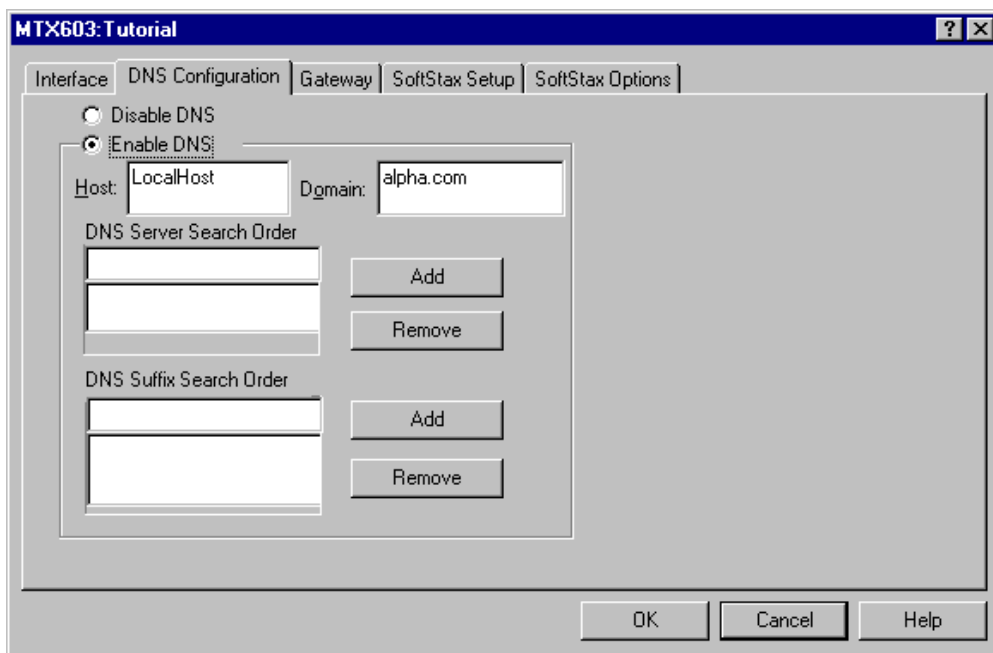 MTX603:Tutorial
Interface DNS Configuration Gateway SoftStax Setup SoftStax Options
Disable DNS
Enable DNS
Host: LocalHost Domain: alpha.com
DNS Server Search Order
Add
Remove
DNS Suffix Search Order
Add
Remove
OK Cancel Help